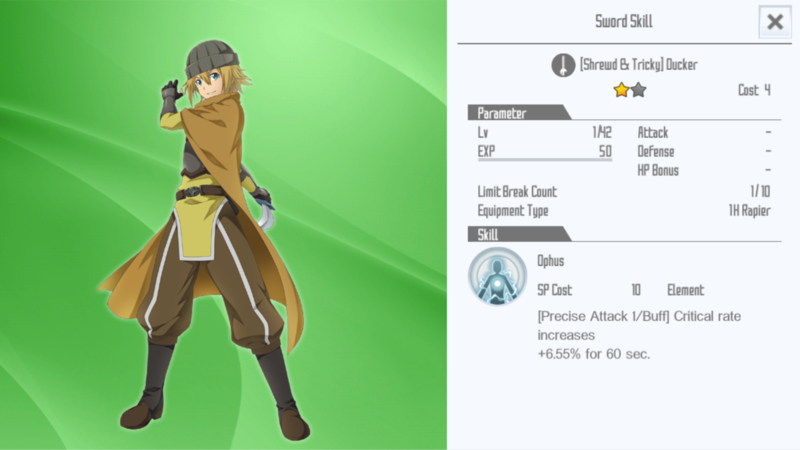 Sword Skill
[Shrewd & Tricky] Ducker
Cost 4
Parameter
Lv 1/42 Attack -
EXP 50 Defense -
HP Bonus -
Limit Break Count 1/10
Equipment Type 1H Rapier
Skill
Ophus
SP Cost 10 Element
[Precise Attack 1/Buff] Critical rate
increases
+6.55% for 60 sec.